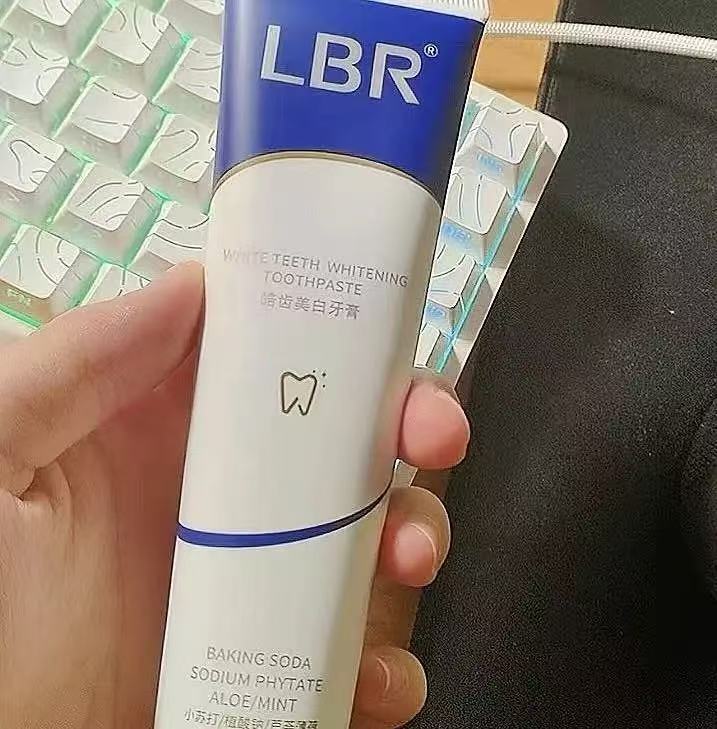 LBR®
WHITE TEETH WHITENING
TOOTHPASTE
皓齿美白牙膏
BAKING SODA
SODIUM PHYTATE
ALOE/MINT
小苏打/植酸钠/芦荟薄荷